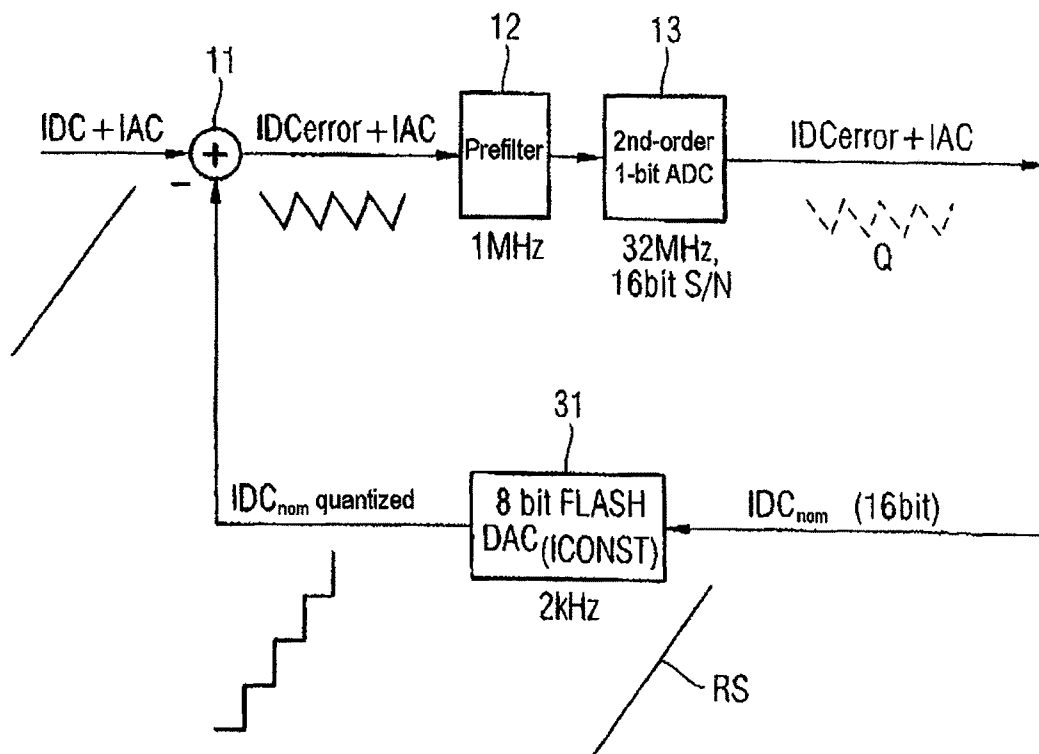 11
12
13
IDC + IAC
+
−
IDCerror + IAC
Prefilter
1MHz
2nd-order
1-bit ADC
32MHz,
16bit S/N
IDCerror + IAC
Q
31
IDCnom quantized
8 bit FLASH
DAC (ICONST)
2kHz
IDCnom (16bit)
RS